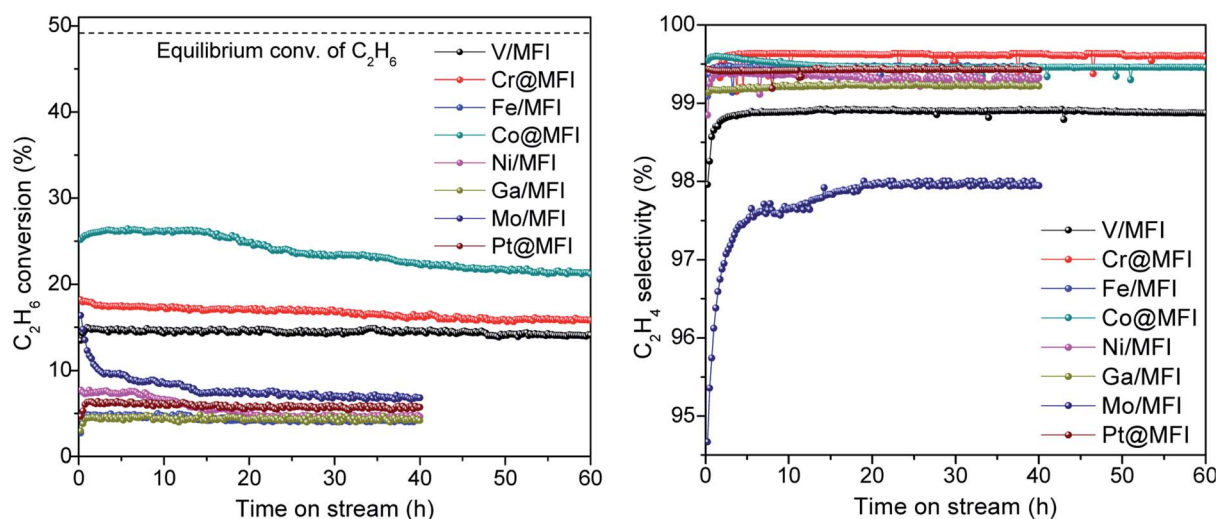 50
40
30
20
10
0
C₂H₆ conversion (%)
Equilibrium conv. of C₂H₆
V/MFI
Cr@MFI
Fe/MFI
Co@MFI
Ni/MFI
Ga/MFI
Mo/MFI
Pt@MFI
0 10 20 30 40 50 60
Time on stream (h)
100
99
98
97
96
95
C₂H₄ selectivity (%)
V/MFI
Cr@MFI
Fe/MFI
Co@MFI
Ni/MFI
Ga/MFI
Mo/MFI
Pt@MFI
0 10 20 30 40 50 60
Time on stream (h)